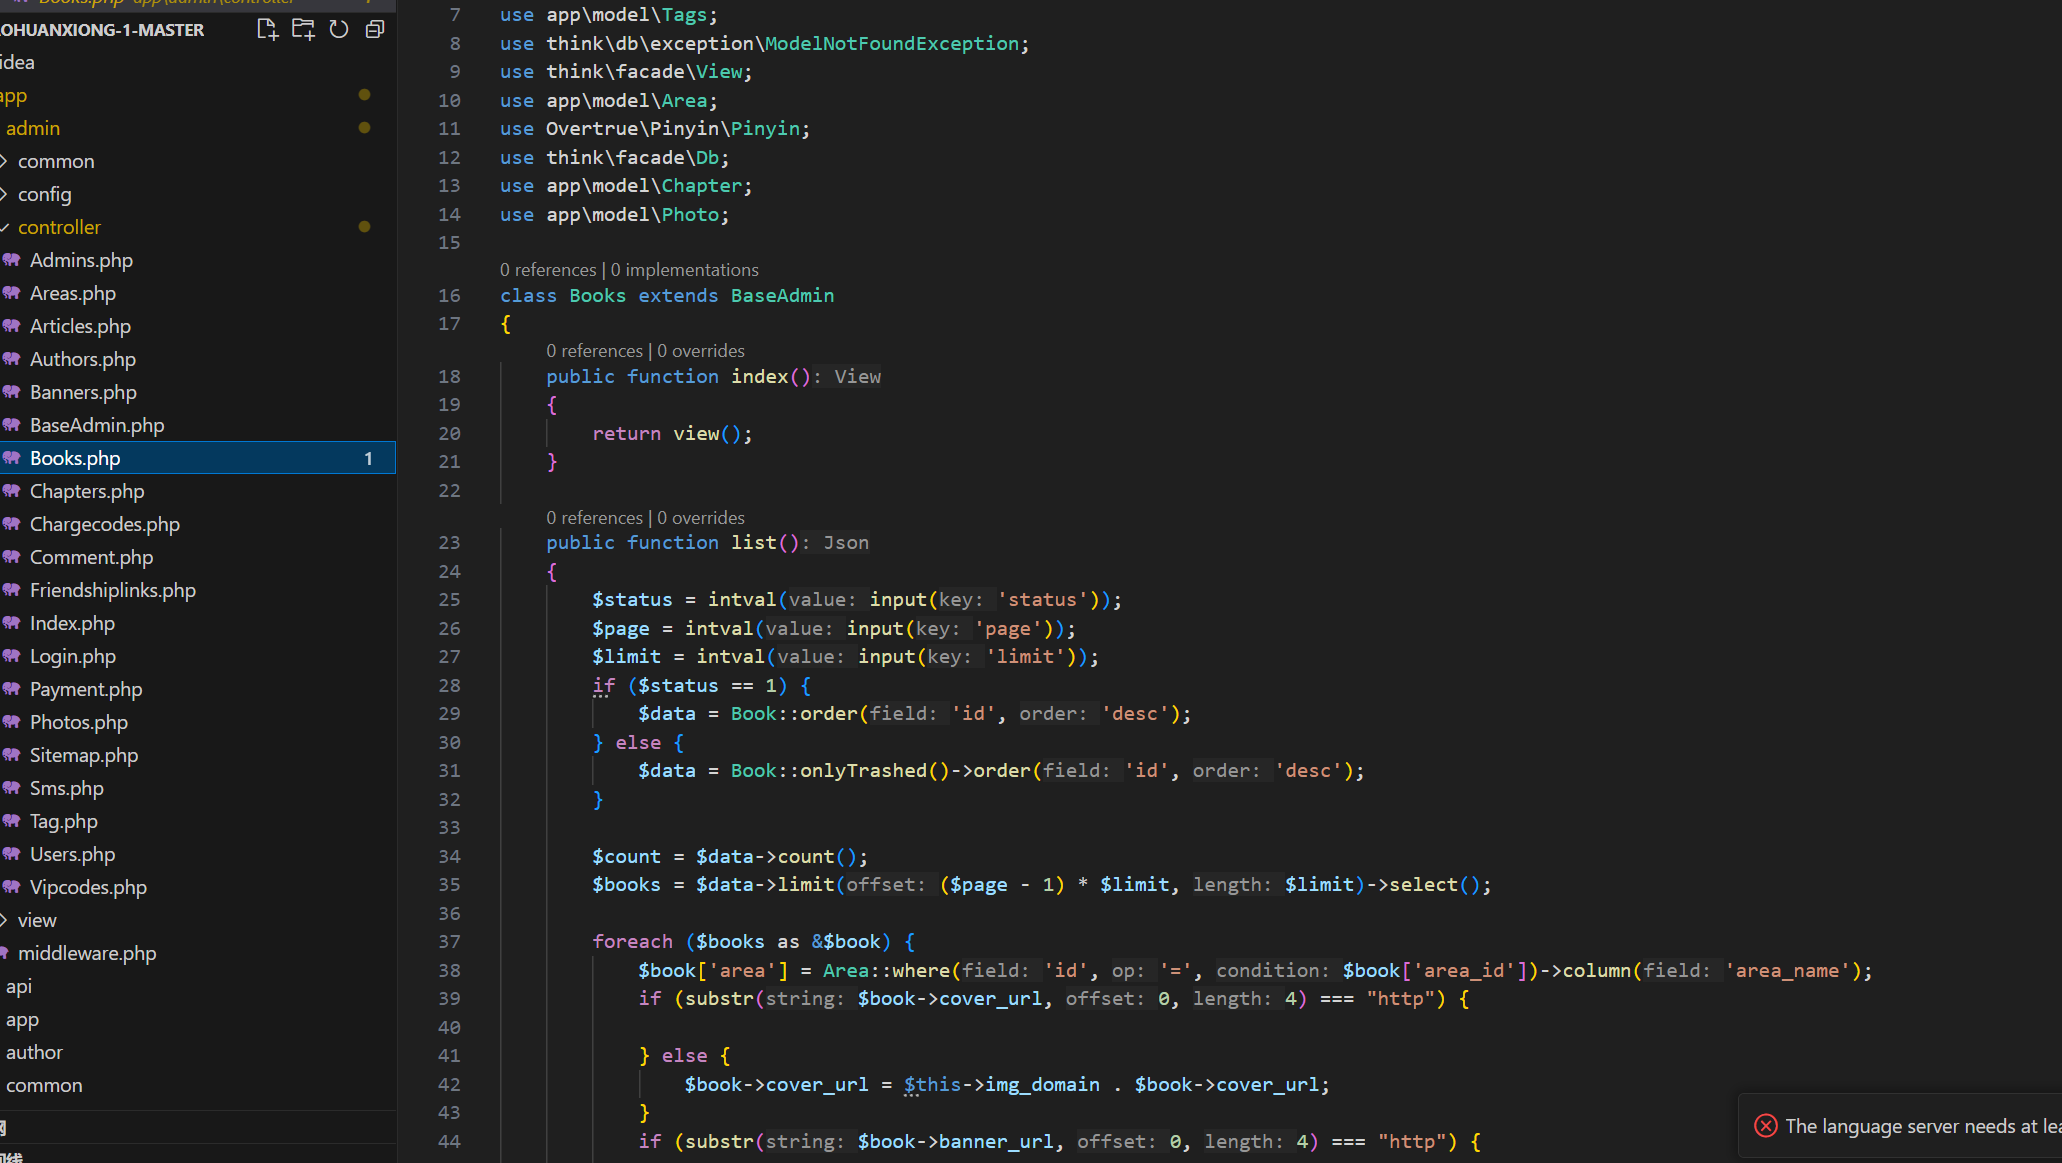 Books.php app\admin\controller 1
OHUANXIONG-1-MASTER
idea
app
admin
common
config
controller
Admins.php
Areas.php
Articles.php
Authors.php
Banners.php
BaseAdmin.php
Books.php 1
Chapters.php
Chargecodes.php
Comment.php
Friendshiplinks.php
Index.php
Login.php
Payment.php
Photos.php
Sitemap.php
Sms.php
Tag.php
Users.php
Vipcodes.php
view
middleware.php
api
app
author
common
7 use app\model\Tags;
8 use think\db\exception\ModelNotFoundException;
9 use think\facade\View;
10 use app\model\Area;
11 use Overtrue\Pinyin\Pinyin;
12 use think\facade\Db;
13 use app\model\Chapter;
14 use app\model\Photo;
15
0 references | 0 implementations
16 class Books extends BaseAdmin
17 {
0 references | 0 overrides
18 public function index(): View
19 {
20 return view();
21 }
22
0 references | 0 overrides
23 public function list(): Json
24 {
25 $status = intval(value: input(key: 'status'));
26 $page = intval(value: input(key: 'page'));
27 $limit = intval(value: input(key: 'limit'));
28 if ($status == 1) {
29 $data = Book::order(field: 'id', order: 'desc');
30 } else {
31 $data = Book::onlyTrashed()->order(field: 'id', order: 'desc');
32 }
33
34 $count = $data->count();
35 $books = $data->limit(offset: ($page - 1) * $limit, length: $limit)->select();
36
37 foreach ($books as &$book) {
38 $book['area'] = Area::where(field: 'id', op: '=', condition: $book['area_id'])->column(field: 'area_name');
39 if (substr(string: $book->cover_url, offset: 0, length: 4) === "http") {
40
41 } else {
42 $book->cover_url = $this->img_domain . $book->cover_url;
43 }
44 if (substr(string: $book->banner_url, offset: 0, length: 4) === "http") {
The language server needs at lea